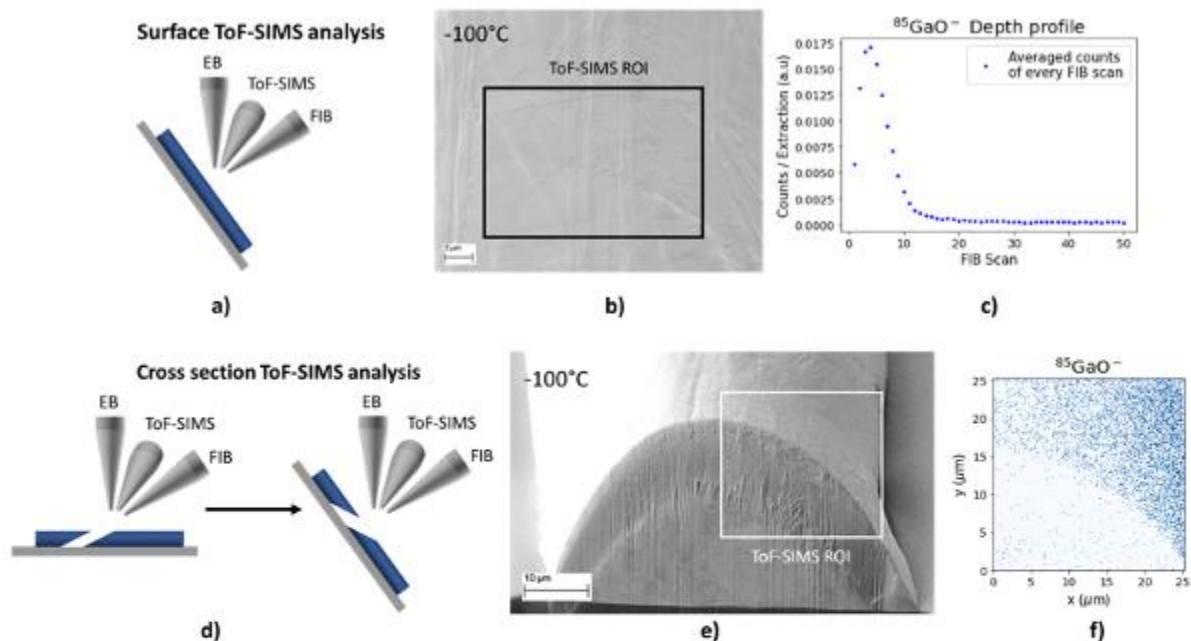 Surface ToF-SIMS analysis
EB
ToF-SIMS
FIB
a)
-100°C
ToF-SIMS ROI
b)
⁸⁵GaO⁻ Depth profile
Averaged counts
of every FIB scan
Counts / Extraction (a.u)
0.0175
0.0150
0.0125
0.0100
0.0075
0.0050
0.0025
0.0000
0 10 20 30 40 50
FIB Scan
c)
Cross section ToF-SIMS analysis
EB
ToF-SIMS
FIB
EB
ToF-SIMS
FIB
d)
-100°C
ToF-SIMS ROI
10 µm
e)
⁸⁵GaO⁻
y (µm)
25
20
15
10
5
0
0 5 10 15 20 25
x (µm)
f)